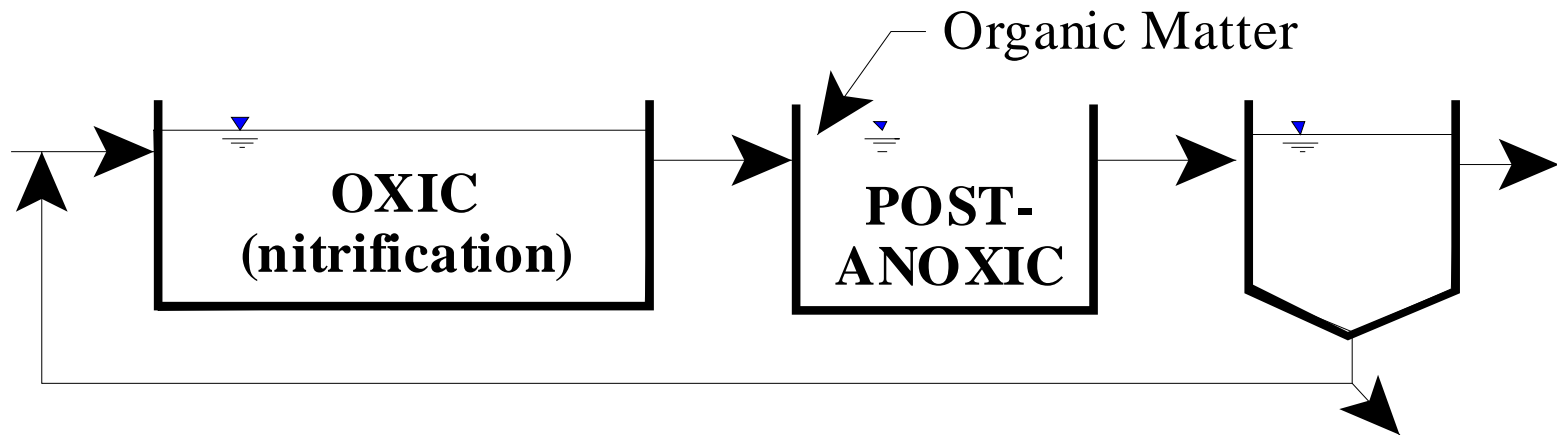 Organic Matter
OXIC
(nitrification)
POST-
ANOXIC